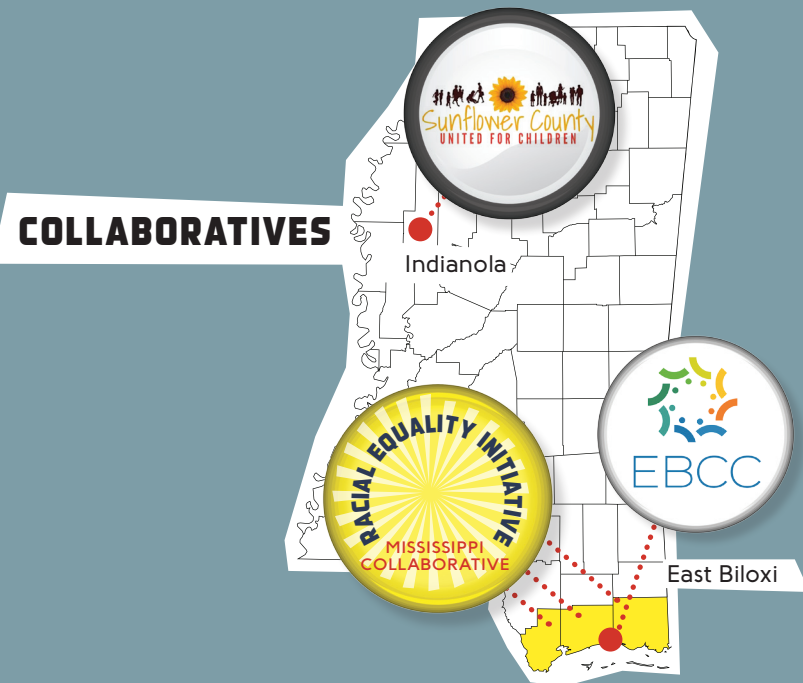 Sunflower County
UNITED FOR CHILDREN
COLLABORATIVES
Indianola
RACIAL EQUALITY INITIATIVE
MISSISSIPPI
COLLABORATIVE
EBCC
East Biloxi